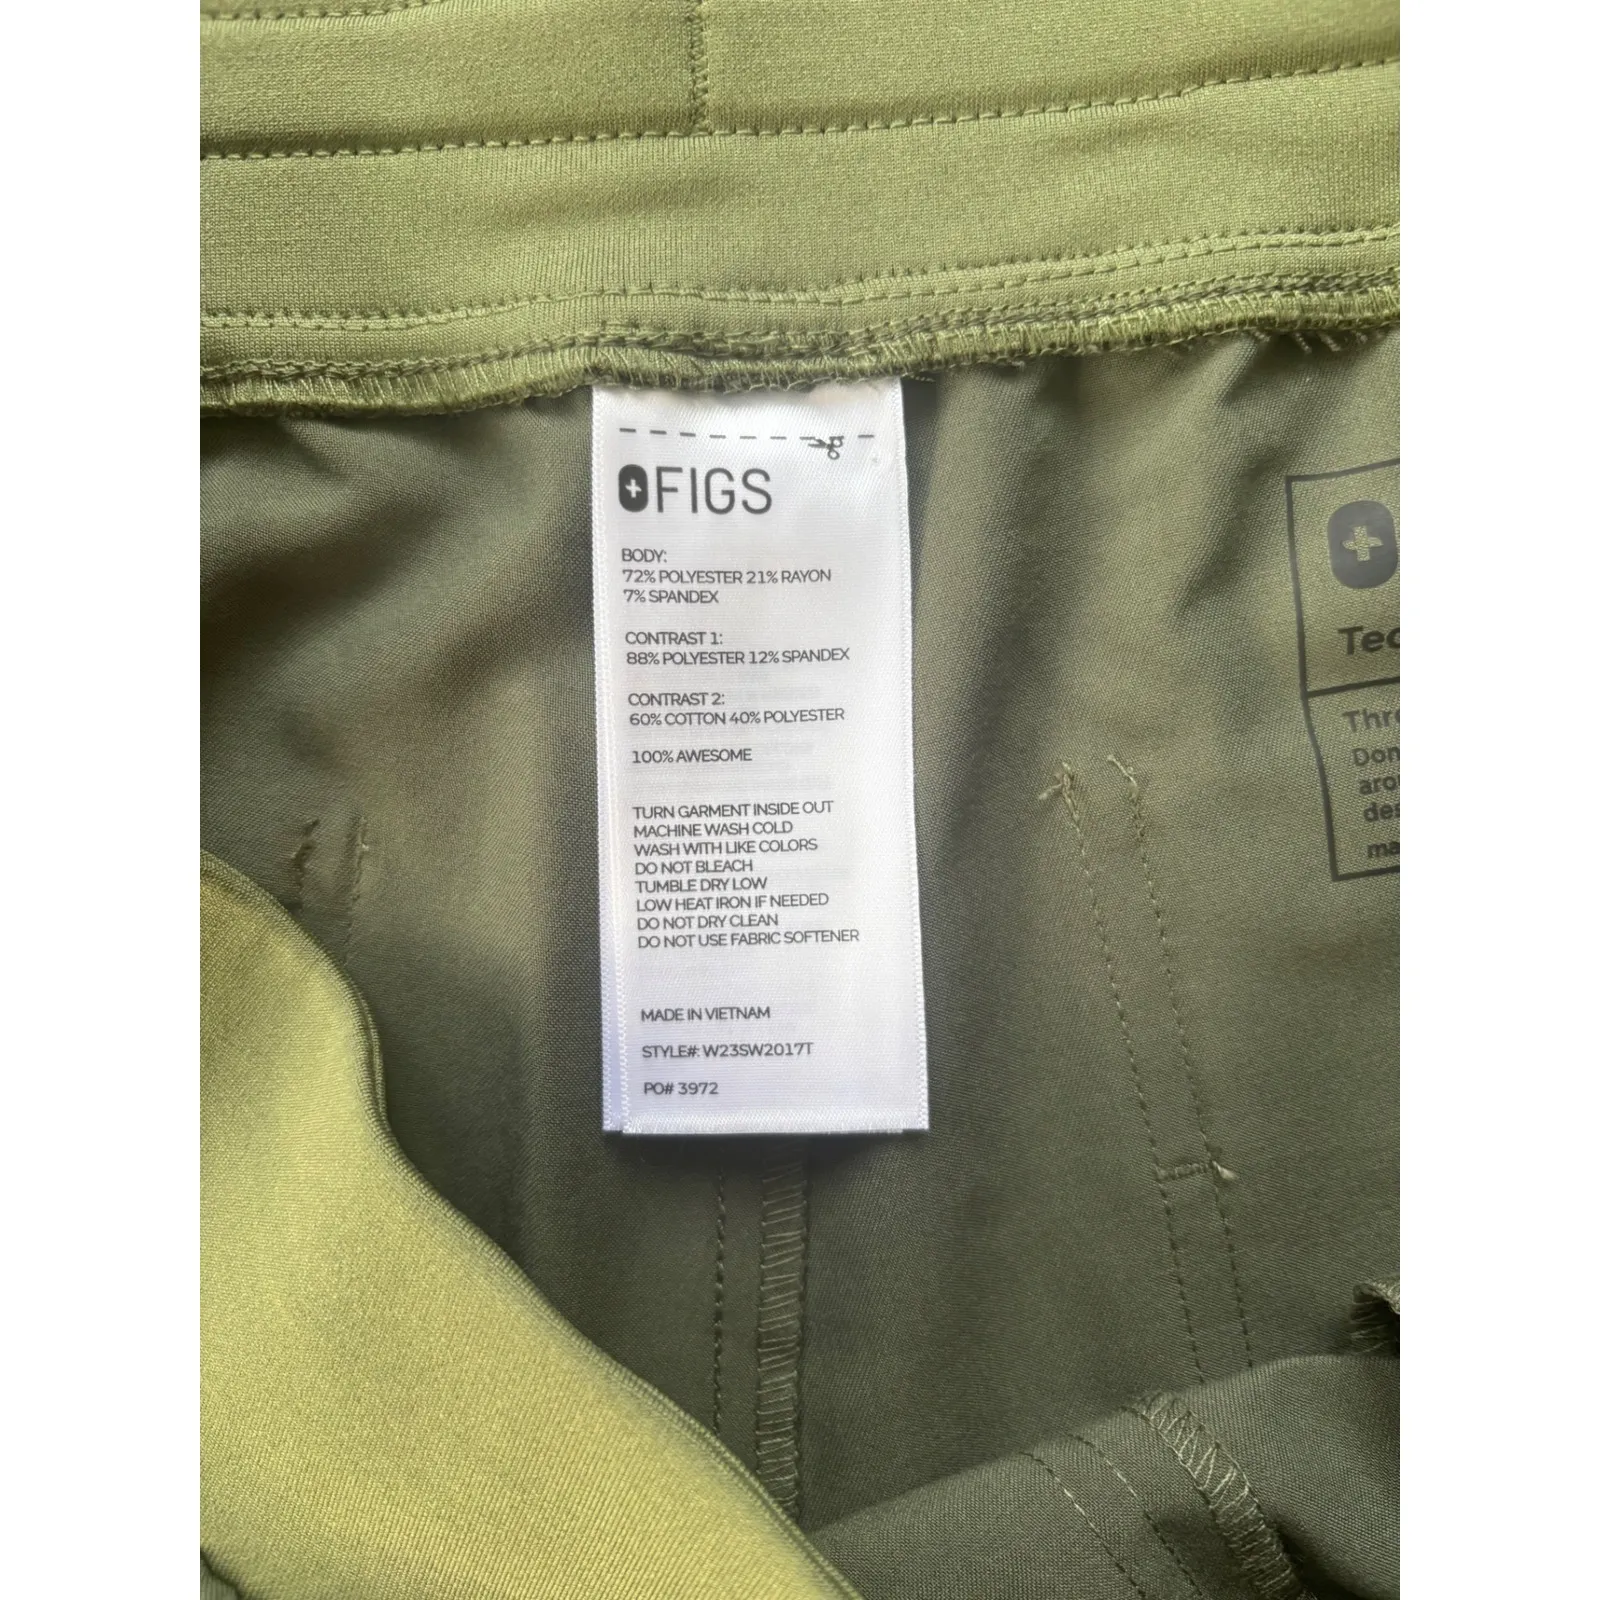 FIGS
BODY:
72% POLYESTER 21% RAYON
7% SPANDEX
CONTRAST 1:
88% POLYESTER 12% SPANDEX
CONTRAST 2:
60% COTTON 40% POLYESTER
100% AWESOME
TURN GARMENT INSIDE OUT
MACHINE WASH COLD
WASH WITH LIKE COLORS
DO NOT BLEACH
TUMBLE DRY LOW
LOW HEAT IRON IF NEEDED
DO NOT DRY CLEAN
DO NOT USE FABRIC SOFTENER
MADE IN VIETNAM
STYLE#: W23SW2017T
PO# 3972